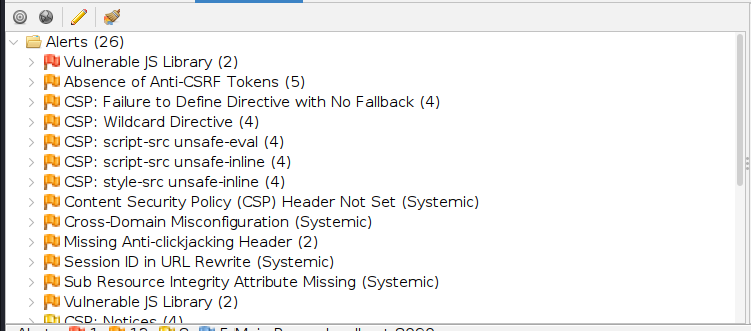 Alerts (26)
Vulnerable JS Library (2)
Absence of Anti-CSRF Tokens (5)
CSP: Failure to Define Directive with No Fallback (4)
CSP: Wildcard Directive (4)
CSP: script-src unsafe-eval (4)
CSP: script-src unsafe-inline (4)
CSP: style-src unsafe-inline (4)
Content Security Policy (CSP) Header Not Set (Systemic)
Cross-Domain Misconfiguration (Systemic)
Missing Anti-clickjacking Header (2)
Session ID in URL Rewrite (Systemic)
Sub Resource Integrity Attribute Missing (Systemic)
Vulnerable JS Library (2)
CSP: Notices (4)